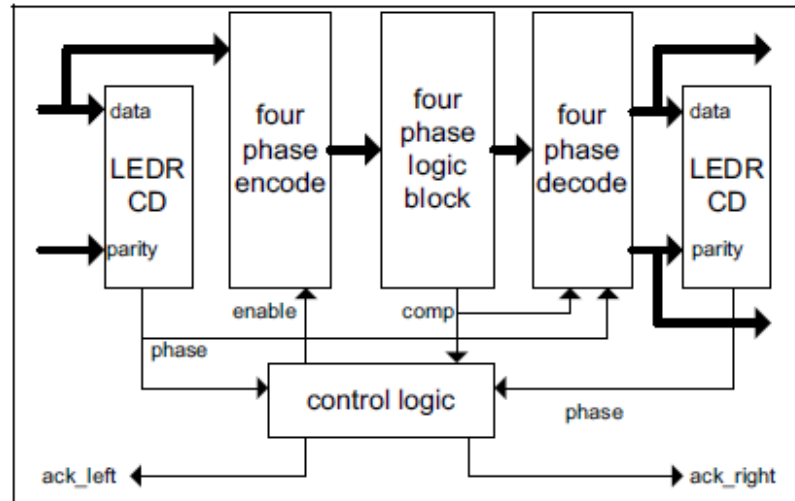 data
LEDR
CD
parity
four
phase
encode
four
phase
logic
block
four
phase
decode
data
LEDR
CD
parity
enable
comp
phase
control logic
phase
ack_left
ack_right